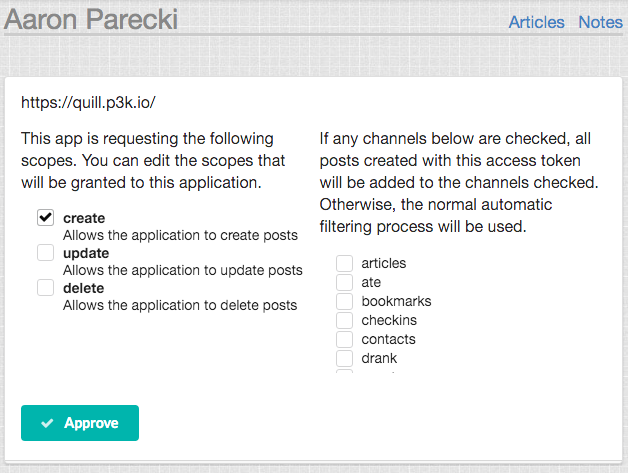 Aaron Parecki
Articles Notes
https://quill.p3k.io/
This app is requesting the following
scopes. You can edit the scopes that
will be granted to this application.
create
Allows the application to create posts
update
Allows the application to update posts
delete
Allows the application to delete posts
If any channels below are checked, all
posts created with this access token
will be added to the channels checked.
Otherwise, the normal automatic
filtering process will be used.
articles
ate
bookmarks
checkins
contacts
drank
Approve